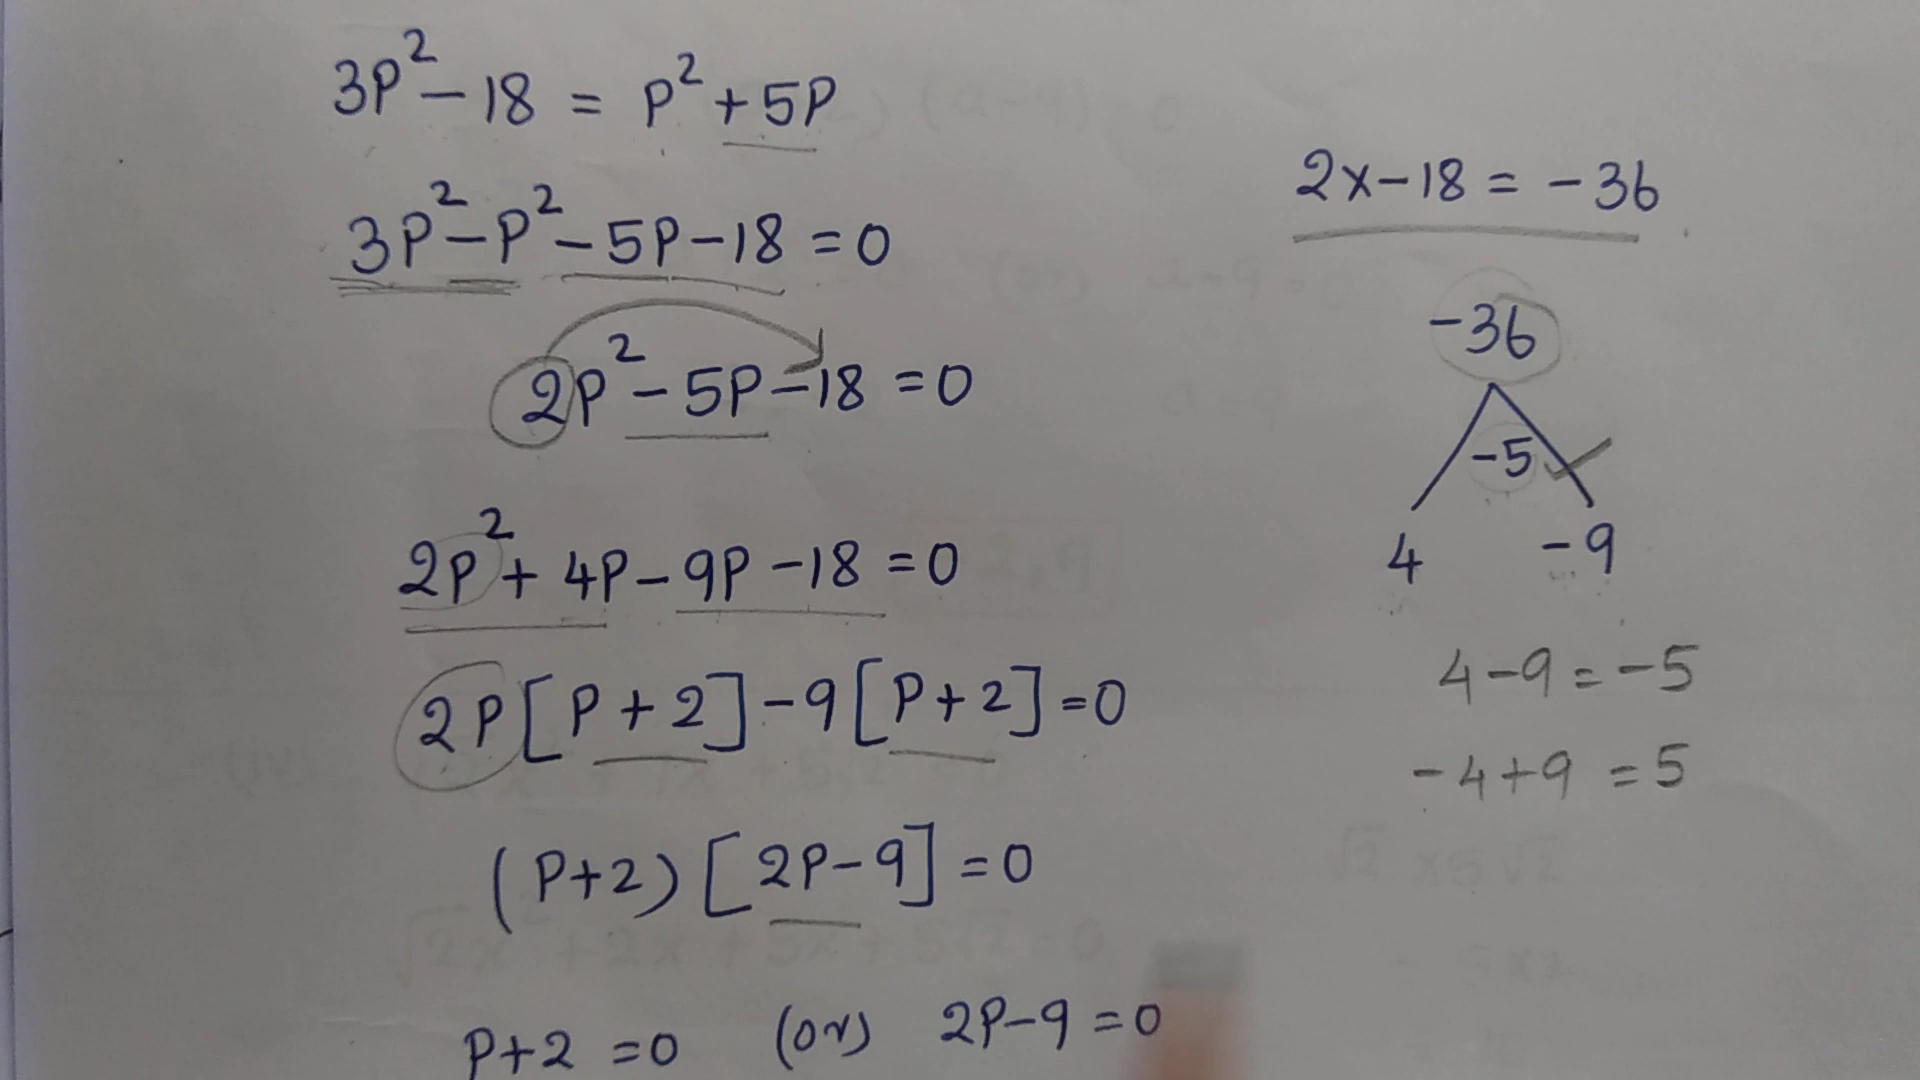 3P² - 18 = P² + 5P
3P² - P² - 5P - 18 = 0
2P² - 5P - 18 = 0
2P² + 4P - 9P - 18 = 0
2P [P + 2] - 9 [P + 2] = 0
(P+2) [2P - 9] = 0
P+2 = 0 (or) 2P - 9 = 0
2x - 18 = - 36
-36
-5
4 -9
4 - 9 = -5
- 4 + 9 = 5